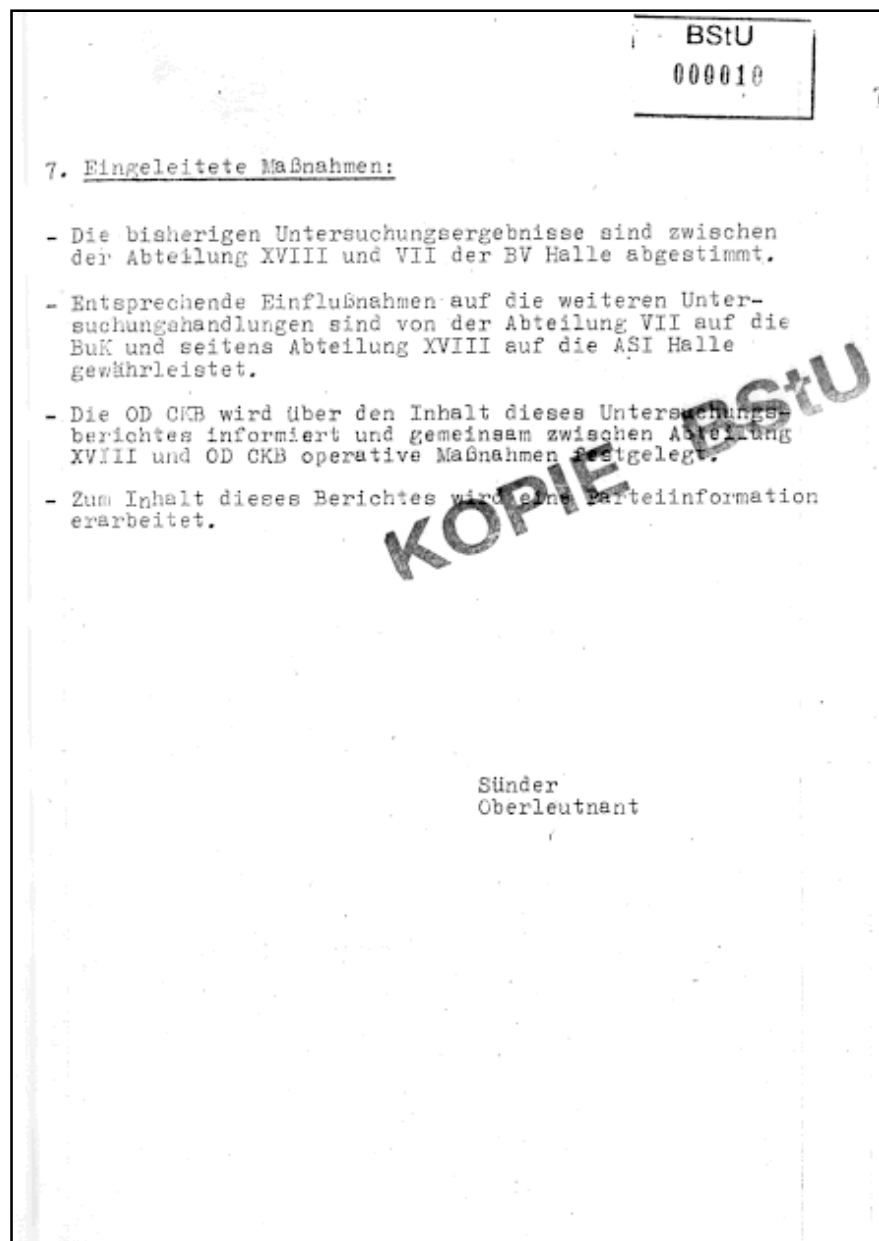 BStU
000010
7
7. Eingeleitete Maßnahmen:
- Die bisherigen Untersuchungsergebnisse sind zwischen
der Abteilung XVIII und VII der BV Halle abgestimmt.
- Entsprechende Einflußnahmen auf die weiteren Unter-
suchungshandlungen sind von der Abteilung VII auf die
BuK und seitens Abteilung XVIII auf die ASI Halle
gewährleistet.
- Die OD CKB wird über den Inhalt dieses Untersuchungs-
berichtes informiert und gemeinsam zwischen Abteilung
XVIII und OD CKB operative Maßnahmen festgelegt.
- Zum Inhalt dieses Berichtes wird eine Parteiinformation
erarbeitet.
KOPIE BStU
Sünder
Oberleutnant